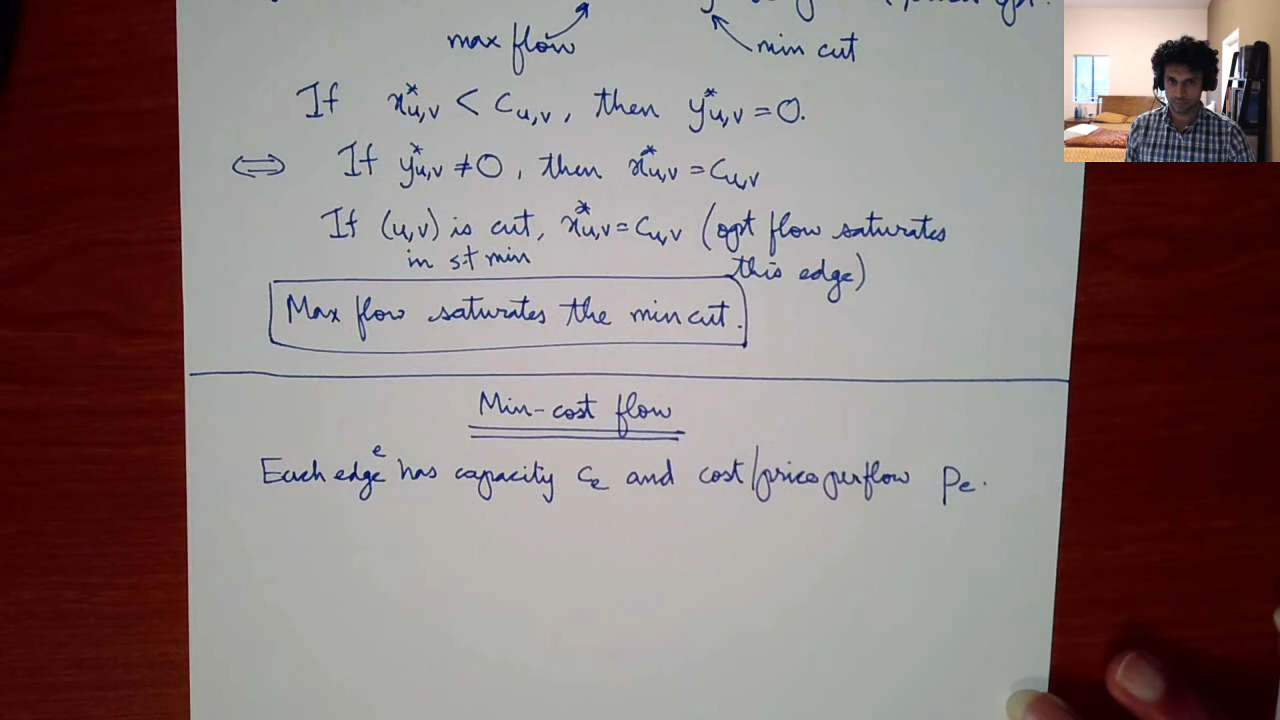 max flow min cut
If x*u,v < Cu,v, then y*u,v = 0.
⇔ If y*u,v ≠ 0, then x*u,v = Cu,v
If (u,v) is cut, x*u,v = Cu,v (opt flow saturates
in st min this edge)
Max flow saturates the min cut.
Min-cost flow
Each edge e has capacity ce and cost/price per flow pe.